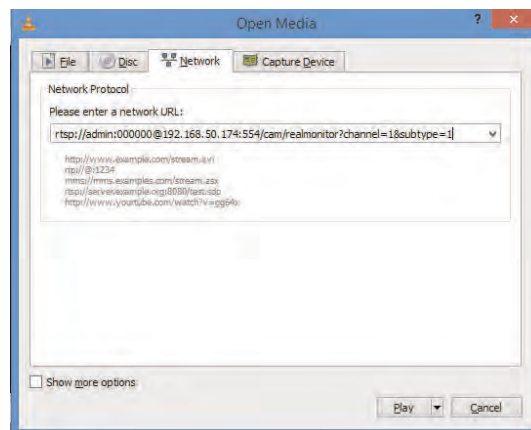 Open Media
?
×
File Disc Network Capture Device
Network Protocol
Please enter a network URL:
rtsp://admin:000000@192.168.50.174:554/cam/realmonitor?channel=1&subtype=1
http://www.example.com/stream.avi
rtp://@:1234
mms://mms.examples.com/stream.asx
rtsp://server.example.org:8080/test.sdp
http://www.yourtube.com/watch?v=gg64x
Show more options
Play Cancel